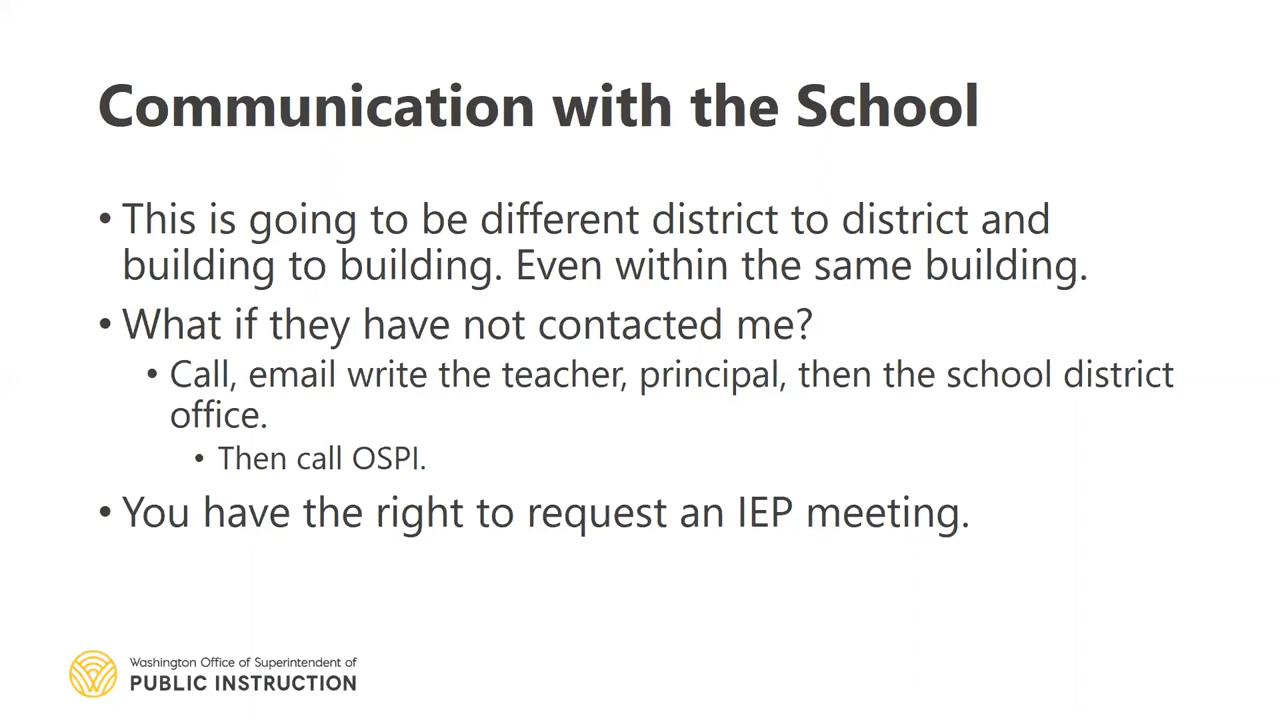 Communication with the School
• This is going to be different district to district and
building to building. Even within the same building.
• What if they have not contacted me?
• Call, email write the teacher, principal, then the school district
office.
• Then call OSPI.
• You have the right to request an IEP meeting.
Washington Office of Superintendent of
PUBLIC INSTRUCTION